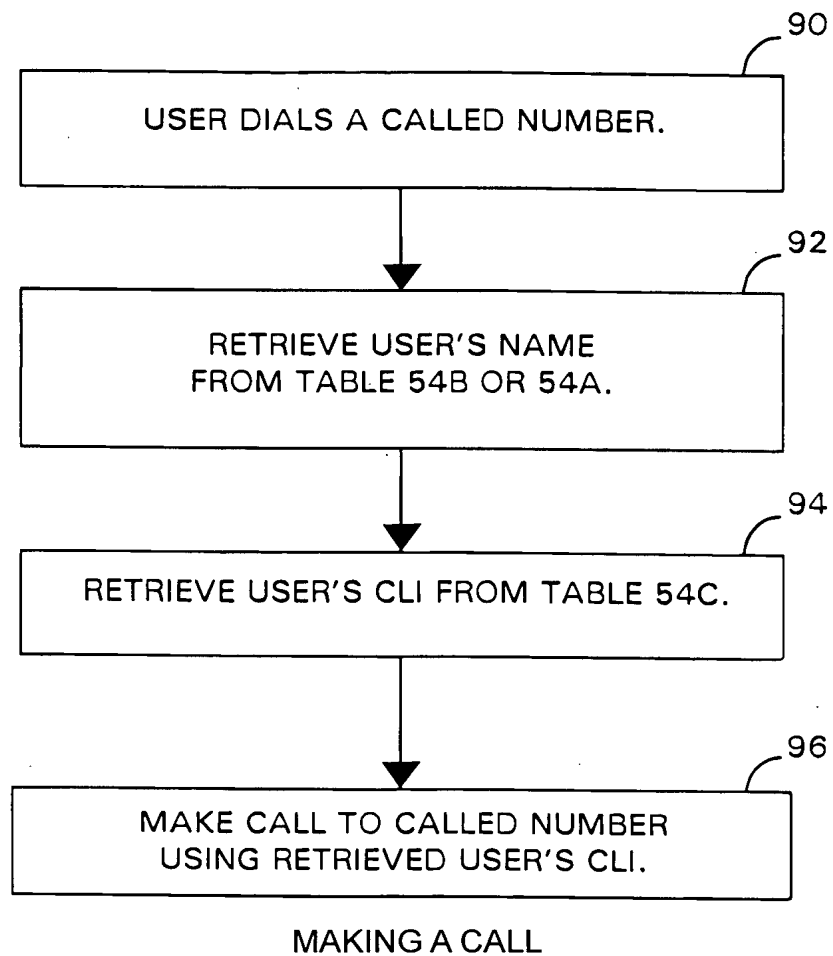 90
USER DIALS A CALLED NUMBER.
92
RETRIEVE USER'S NAME
FROM TABLE 54B OR 54A.
94
RETRIEVE USER'S CLI FROM TABLE 54C.
96
MAKE CALL TO CALLED NUMBER
USING RETRIEVED USER'S CLI.
MAKING A CALL